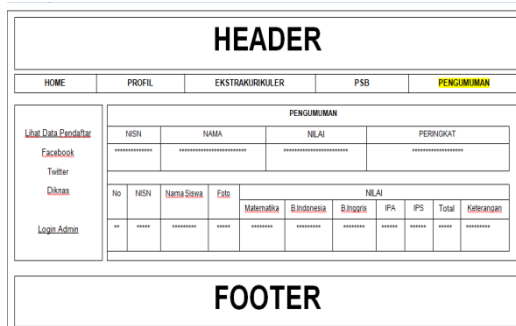 HEADER
HOME PROFIL EKSTRAKURIKULER PSB PENGUMUMAN
Lihat Data Pendaftar
Facebook
Twitter
Diknas
Login Admin
PENGUMUMAN
NISN NAMA NILAI PERINGKAT
************** ************************* ************************* *******************
No NISN Nama Siswa Foto NILAI
Matematika B.Indonesia B.Inggris IPA IPS Total Keterangan
** ***** ********* ***** ******** ********* ******** ****** ****** ***** *********
FOOTER